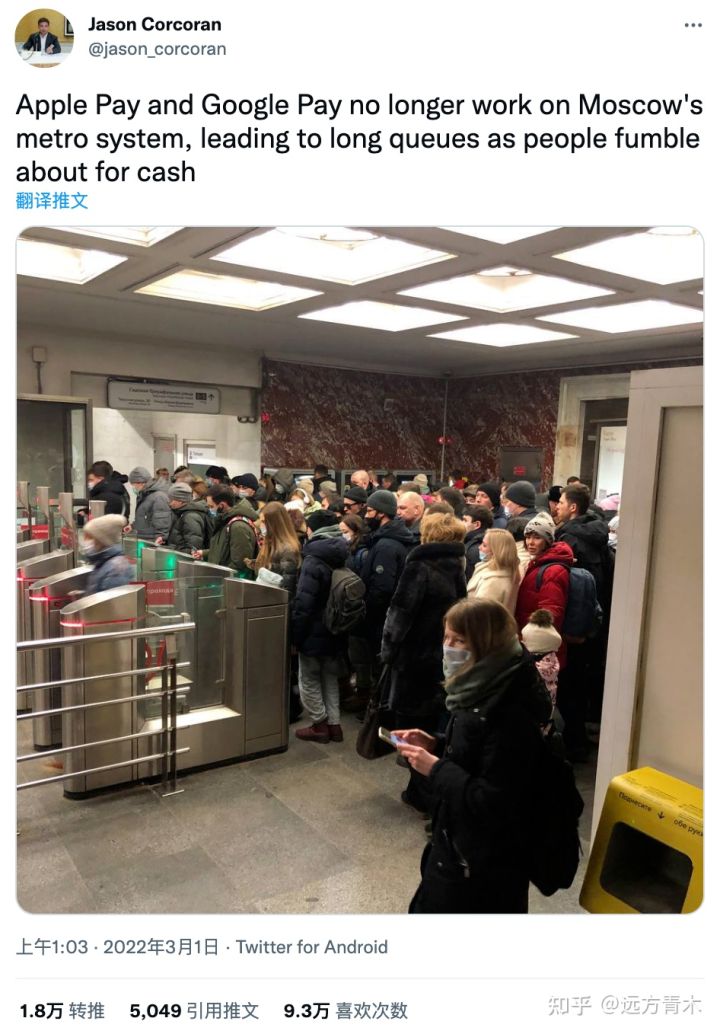 Jason Corcoran
@jason_corcoran
Apple Pay and Google Pay no longer work on Moscow's
metro system, leading to long queues as people fumble
about for cash
翻译推文
Поднесите ↓ обе руки
上午1:03 · 2022年3月1日 · Twitter for Android
1.8万 转推 5,049 引用推文 9.3万 喜欢次数
知乎 @远方青木